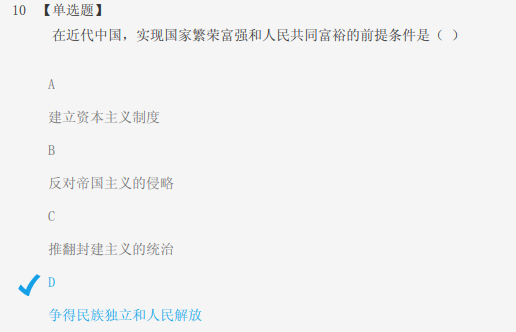 10 【单选题】
在近代中国，实现国家繁荣富强和人民共同富裕的前提条件是（ ）
A
建立资本主义制度
B
反对帝国主义的侵略
C
推翻封建主义的统治
D
争得民族独立和人民解放